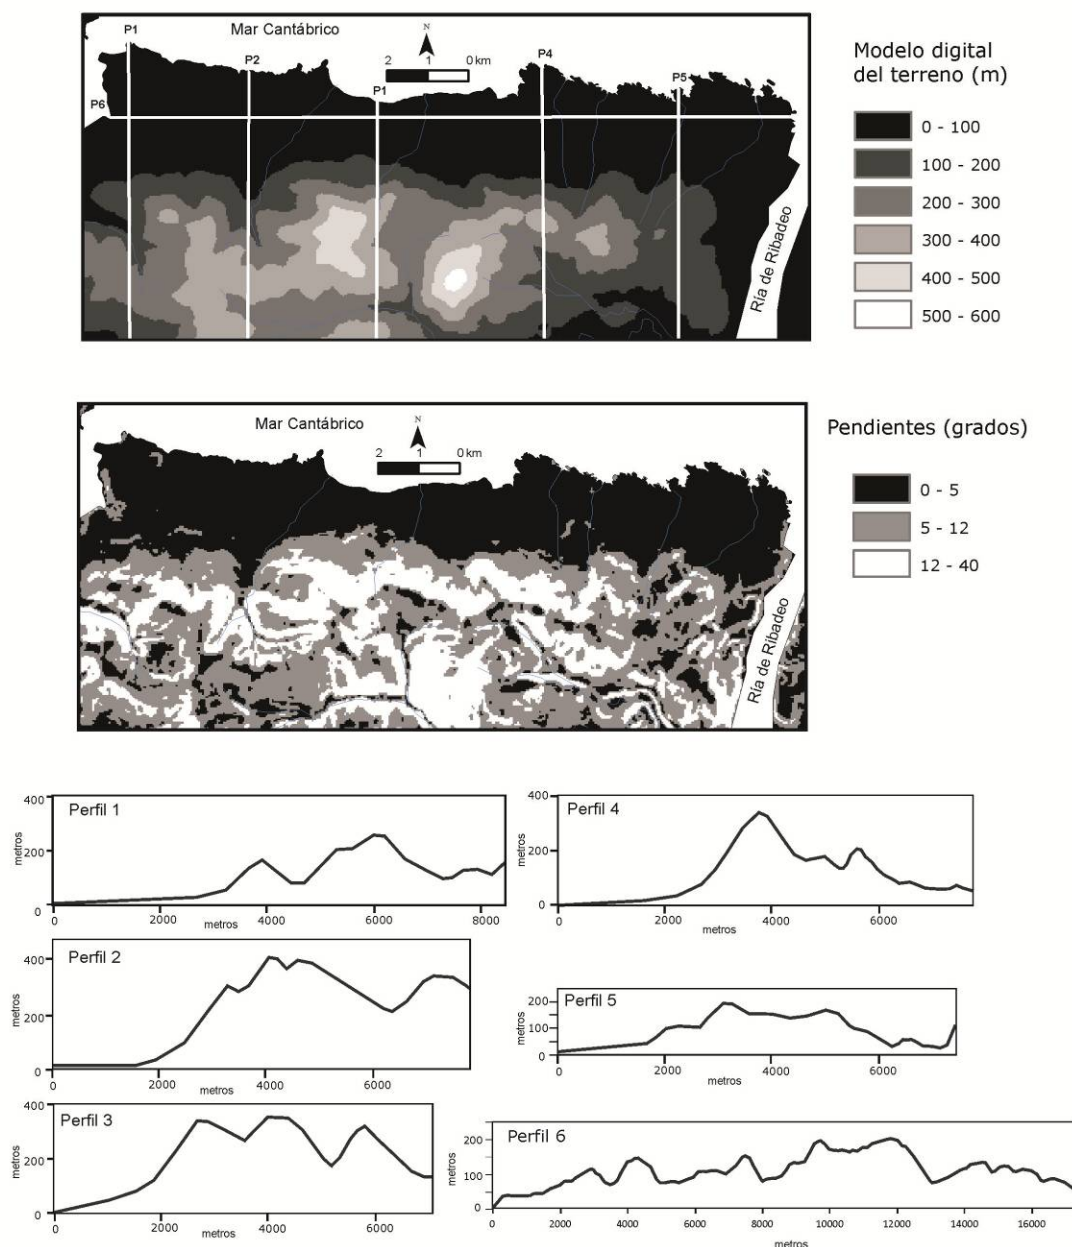 P1
Mar Cantábrico
N
P2
2 1 0 km
P1
P4
P5
P6
Ría de Ribadeo
Modelo digital
del terreno (m)
0 - 100
100 - 200
200 - 300
300 - 400
400 - 500
500 - 600
Mar Cantábrico
N
2 1 0 km
Ría de Ribadeo
Pendientes (grados)
0 - 5
5 - 12
12 - 40
Perfil 1
400
200
0
metros
0 2000 4000 6000 8000
metros
Perfil 4
400
200
0
metros
0 2000 4000 6000
metros
Perfil 2
400
200
0
metros
0 2000 4000 6000
metros
Perfil 5
200
100
0
metros
0 2000 4000 6000
metros
Perfil 3
400
200
0
metros
0 2000 4000 6000
metros
Perfil 6
200
100
0
metros
0 2000 4000 6000 8000 10000 12000 14000 16000
metros